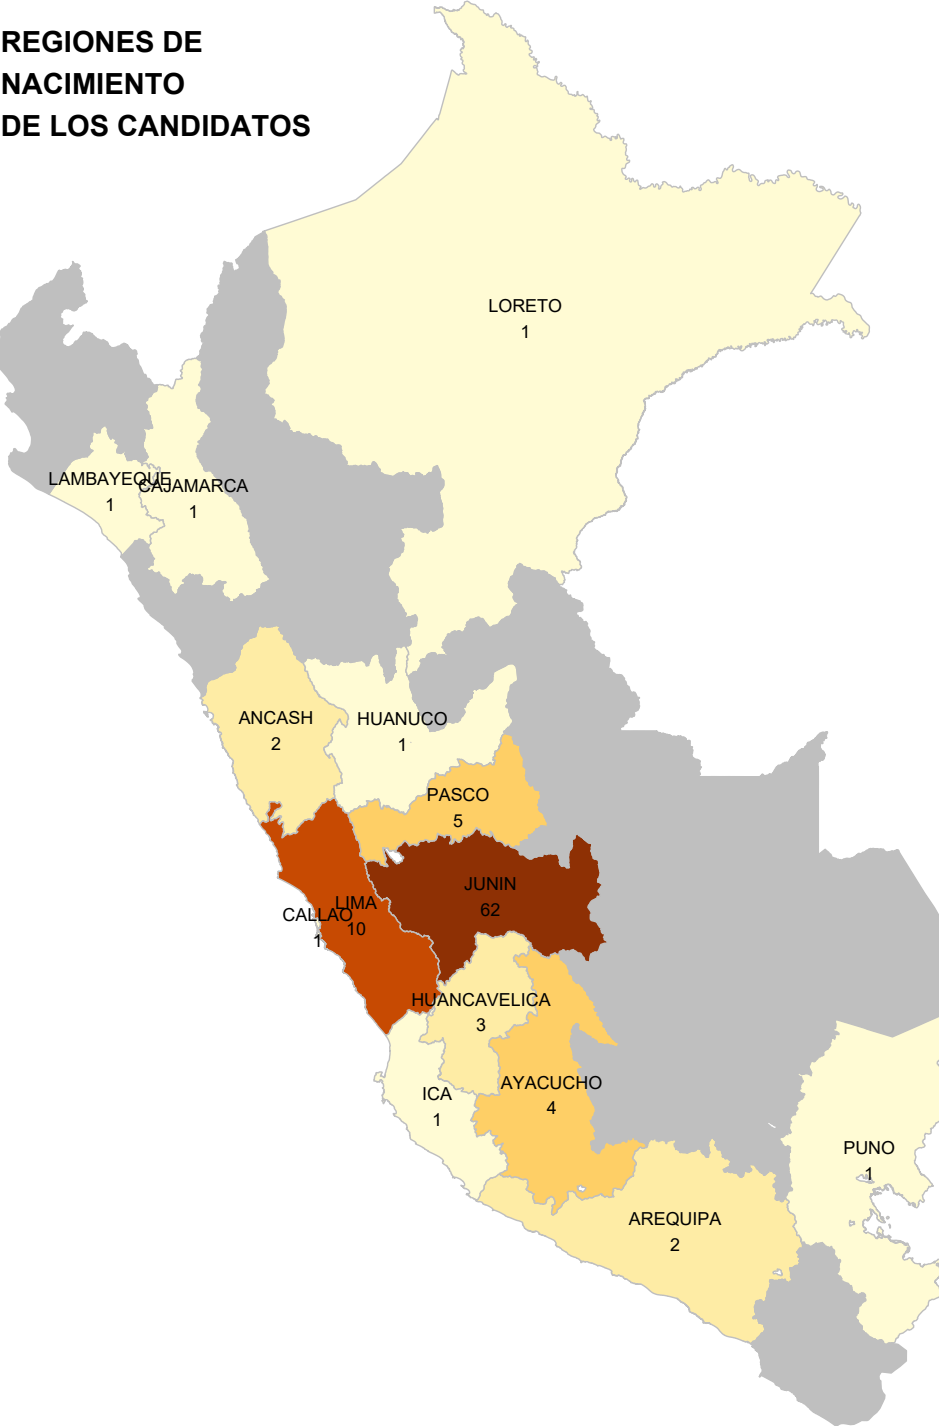 REGIONES DE
NACIMIENTO
DE LOS CANDIDATOS
LORETO
1
LAMBAYEQUE
1
CAJAMARCA
1
ANCASH
2
HUANUCO
1
PASCO
5
JUNIN
62
LIMA
10
CALLAO
1
HUANCAVELICA
3
AYACUCHO
4
ICA
1
PUNO
1
AREQUIPA
2